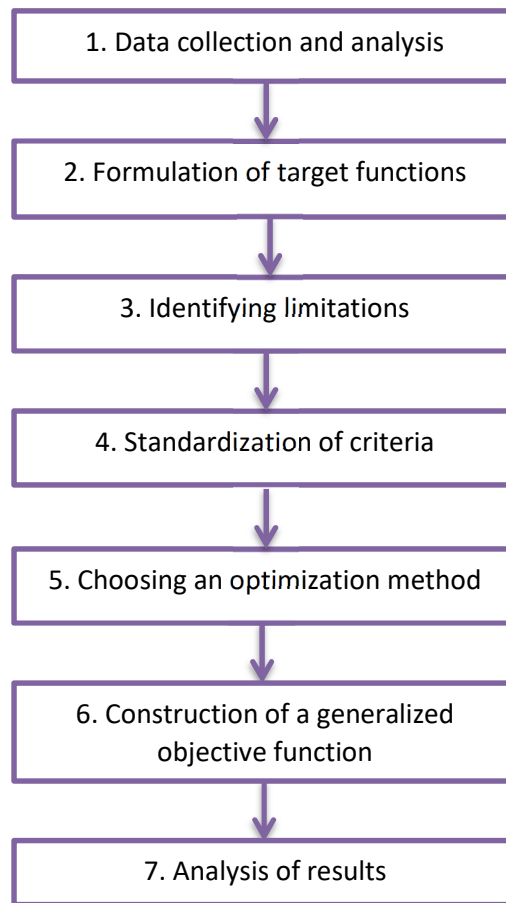 1. Data collection and analysis
2. Formulation of target functions
3. Identifying limitations
4. Standardization of criteria
5. Choosing an optimization method
6. Construction of a generalized
objective function
7. Analysis of results